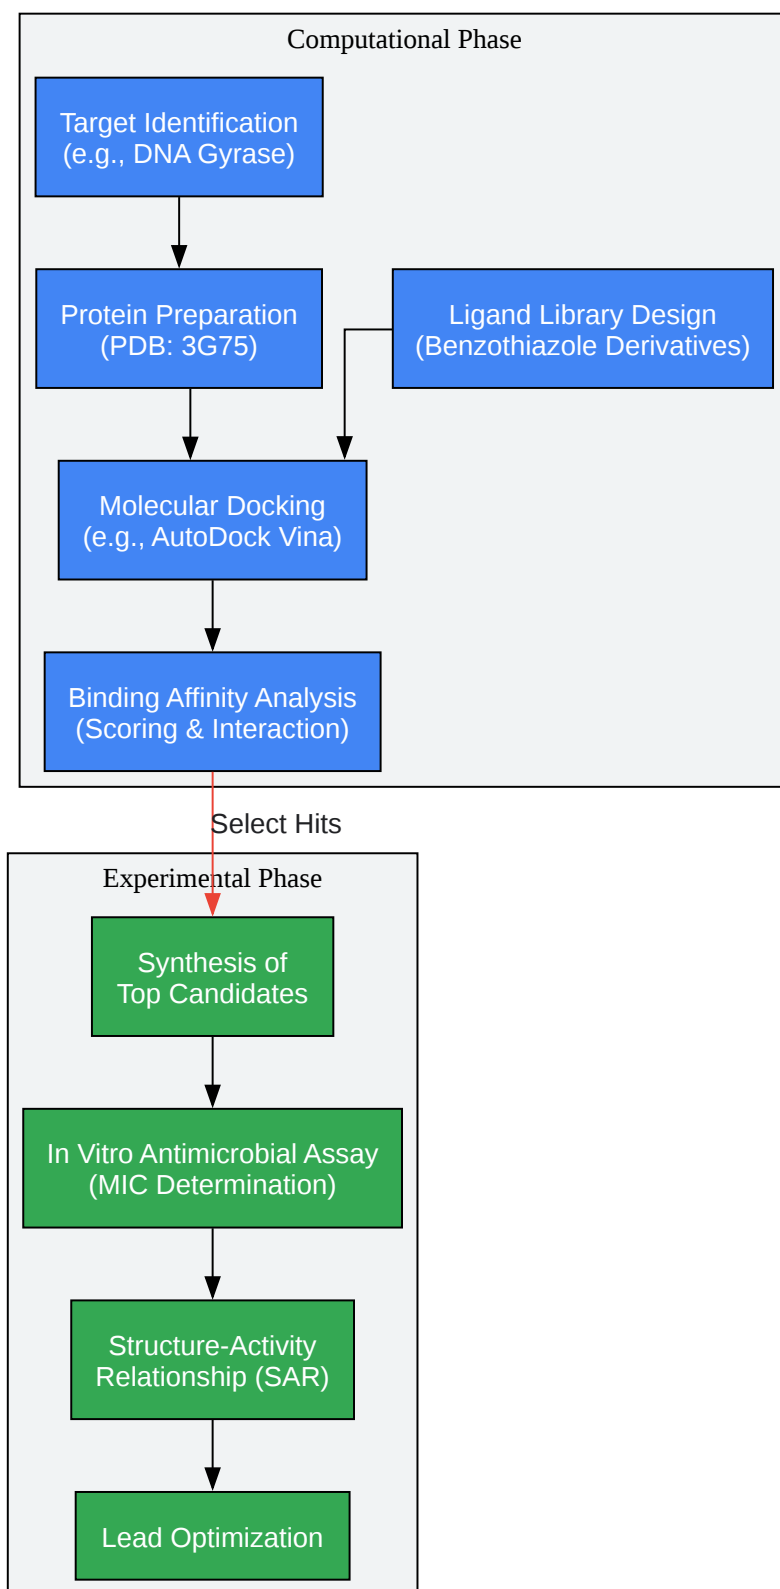 Computational Phase
Target Identification
(e.g., DNA Gyrase)
Protein Preparation
(PDB: 3G75)
Ligand Library Design
(Benzothiazole Derivatives)
Molecular Docking
(e.g., AutoDock Vina)
Binding Affinity Analysis
(Scoring & Interaction)
Select Hits
Experimental Phase
Synthesis of
Top Candidates
In Vitro Antimicrobial Assay
(MIC Determination)
Structure-Activity
Relationship (SAR)
Lead Optimization